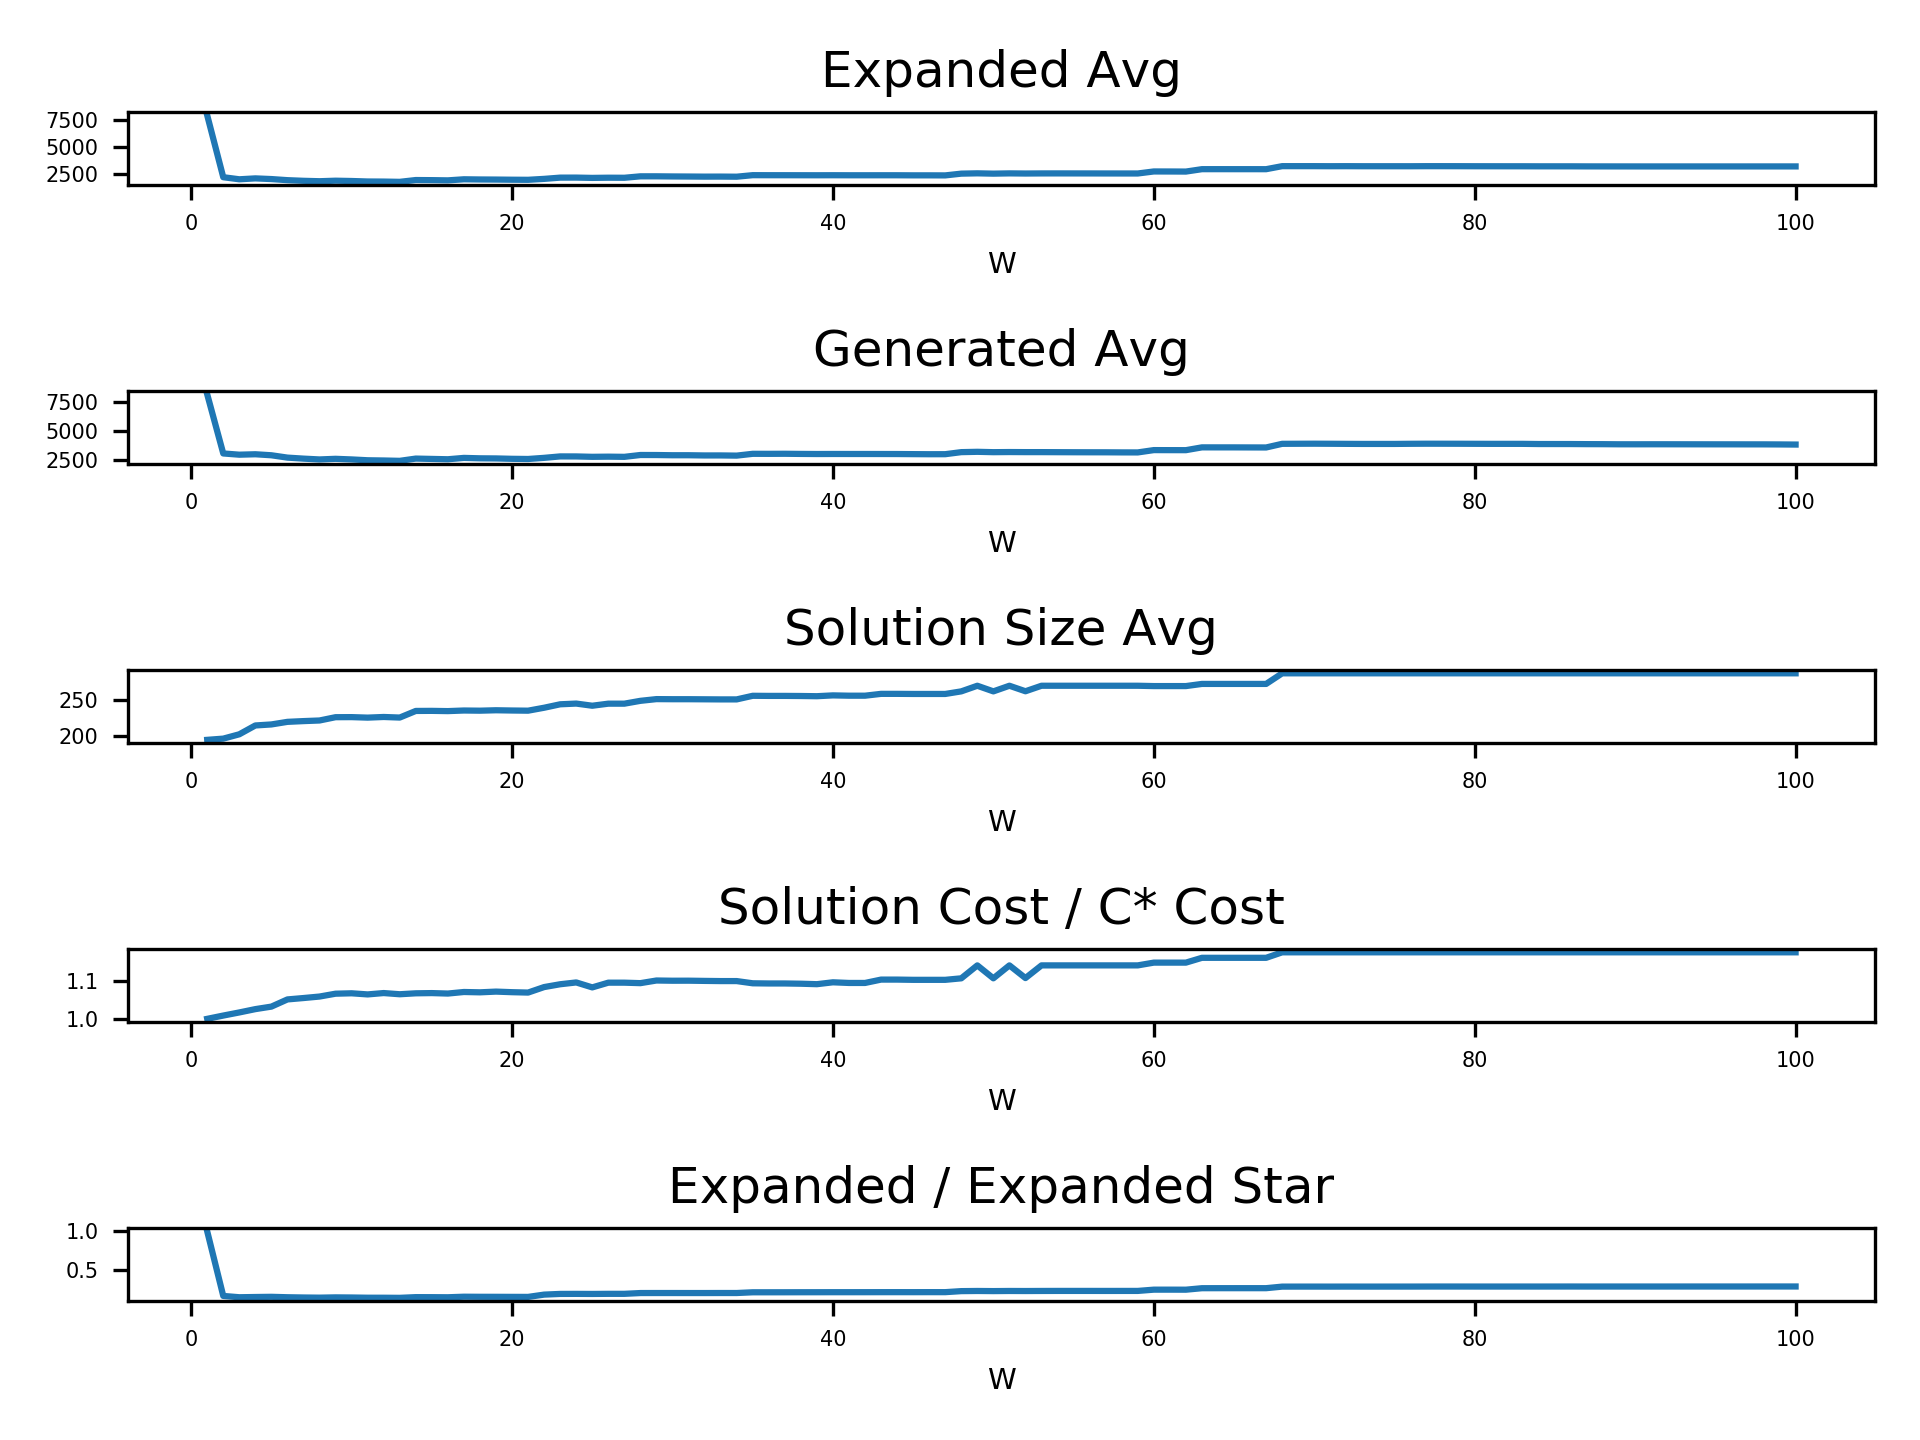 Expanded Avg
7500
5000
2500
0 20 40 60 80 100
W
Generated Avg
7500
5000
2500
0 20 40 60 80 100
W
Solution Size Avg
250
200
0 20 40 60 80 100
W
Solution Cost / C* Cost
1.1
1.0
0 20 40 60 80 100
W
Expanded / Expanded Star
1.0
0.5
0 20 40 60 80 100
W